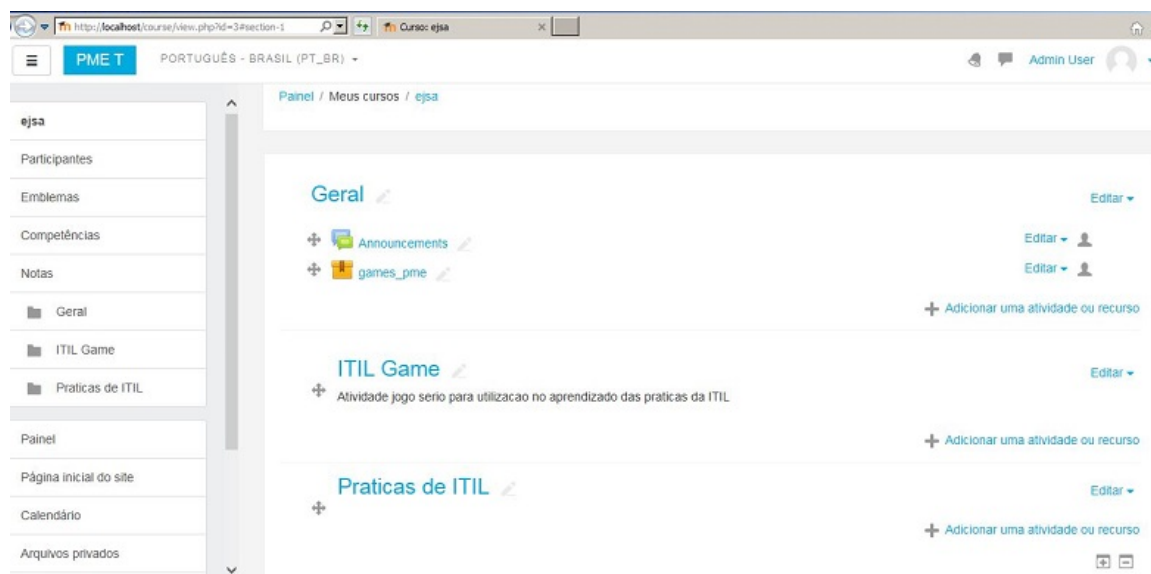 http://localhost/course/view.php?id=3#section-1
Curso: ejsa
PME T
PORTUGUÊS - BRASIL (PT_BR)
Admin User
Painel / Meus cursos / ejsa
ejsa
Participantes
Emblemas
Competências
Notas
Geral
ITIL Game
Praticas de ITIL
Painel
Página inicial do site
Calendário
Arquivos privados
Geral
Editar
Announcements
Editar
games_pme
Editar
Adicionar uma atividade ou recurso
ITIL Game
Editar
Atividade jogo serio para utilizacao no aprendizado das praticas da ITIL
Adicionar uma atividade ou recurso
Praticas de ITIL
Editar
Adicionar uma atividade ou recurso